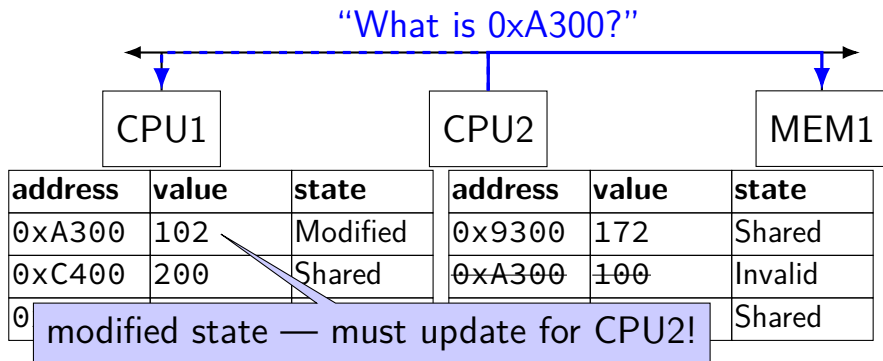 “What is 0xA300?”
CPU1 CPU2 MEM1
address value state address value state
0xA300 102 Modified 0x9300 172 Shared
0xC400 200 Shared 0xA300 100 Invalid
0 Shared
modified state — must update for CPU2!